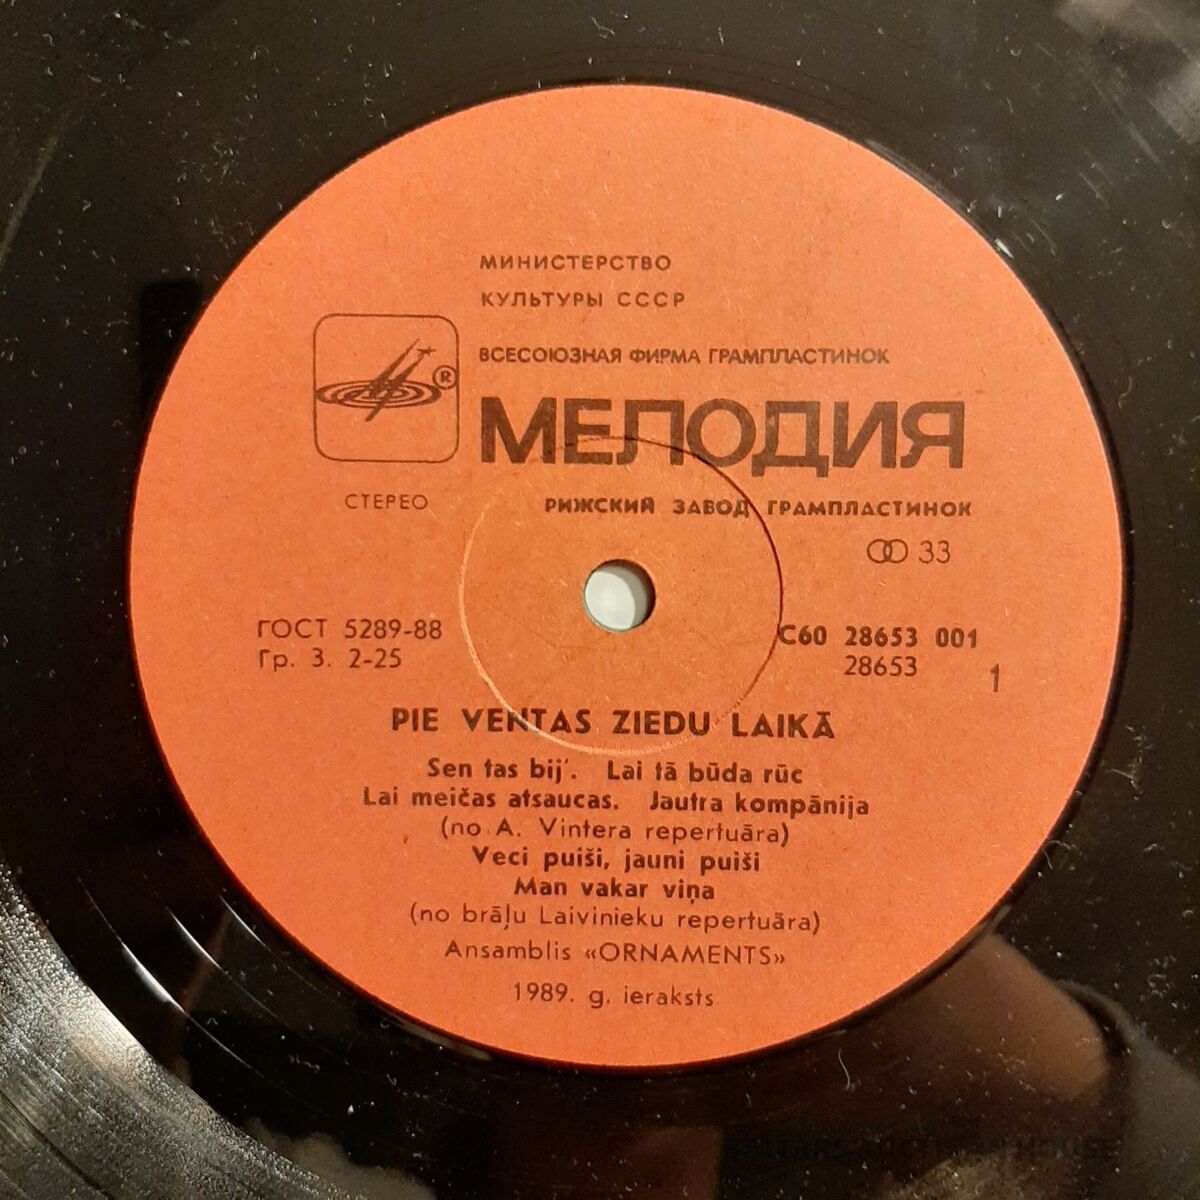 МИНИСТЕРСТВО
КУЛЬТУРЫ СССР
ВСЕСОЮЗНАЯ ФИРМА ГРАМПЛАСТИНОК
®
МЕЛОДИЯ
СТЕРЕО
РИЖСКИЙ ЗАВОД ГРАМПЛАСТИНОК
33
ГОСТ 5289-88
Гр. 3. 2-25
С60 28653 001
28653
1
PIE VENTAS ZIEDU LAIKĀ
Sen tas bij'. Lai tā būda rūc
Lai meičas atsaucas. Jautra kompānija
(no A. Vintera repertuāra)
Veci puiši, jauni puiši
Man vakar viņa
(no brāļu Laivinieku repertuāra)
Ansamblis «ORNAMENTS»
1989. g. ieraksts